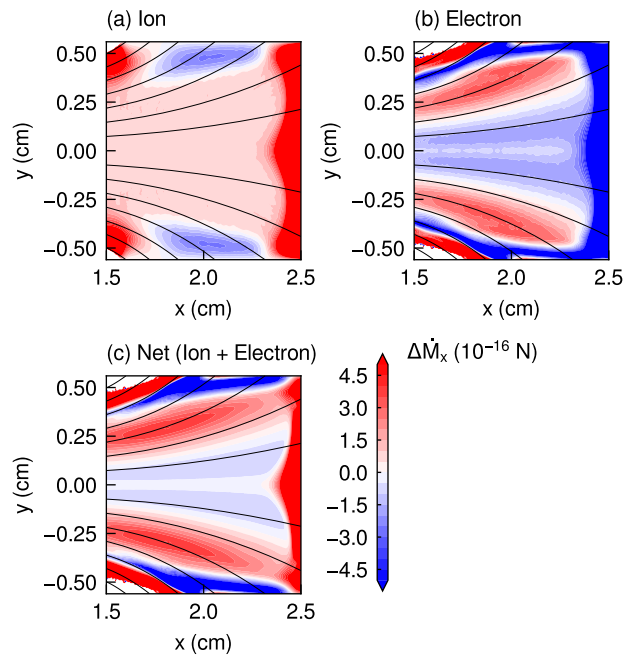 (a) Ion
0.50
0.25
0.00
−0.25
−0.50
y (cm)
1.5 2.0 2.5
x (cm)
(b) Electron
0.50
0.25
0.00
−0.25
−0.50
y (cm)
1.5 2.0 2.5
x (cm)
(c) Net (Ion + Electron)
0.50
0.25
0.00
−0.25
−0.50
y (cm)
1.5 2.0 2.5
x (cm)
ΔṀₓ (10⁻¹⁶ N)
4.5
3.0
1.5
0.0
−1.5
−3.0
−4.5